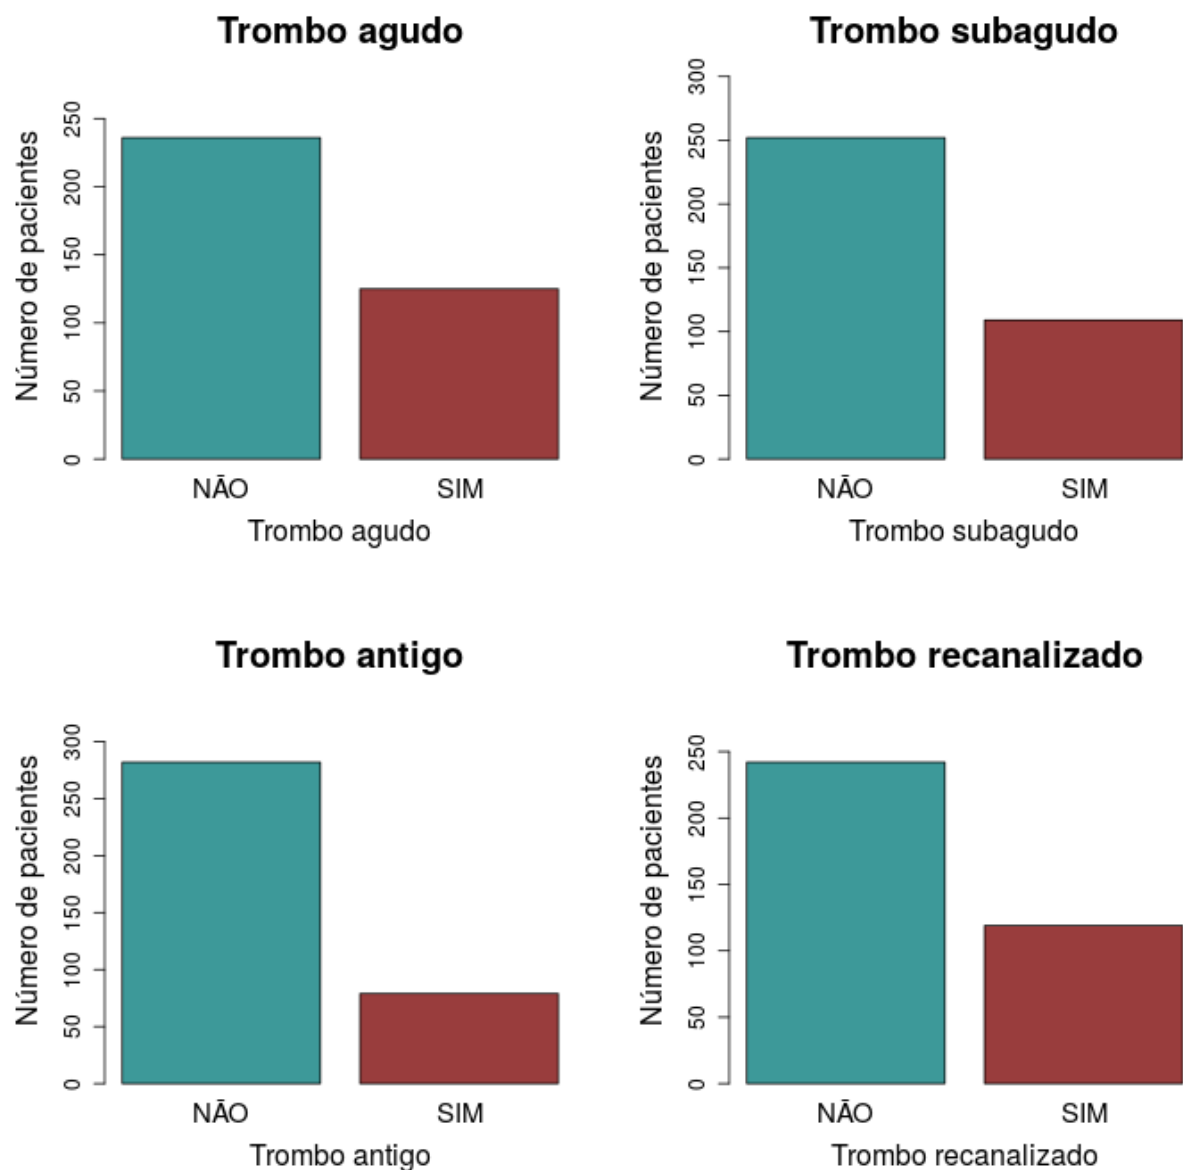 Trombo agudo
Número de pacientes
250
200
150
100
50
0
NÃO SIM
Trombo agudo
Trombo subagudo
Número de pacientes
300
250
200
150
100
50
0
NÃO SIM
Trombo subagudo
Trombo antigo
Número de pacientes
300
250
200
150
100
50
0
NÃO SIM
Trombo antigo
Trombo recanalizado
Número de pacientes
250
200
150
100
50
0
NÃO SIM
Trombo recanalizado